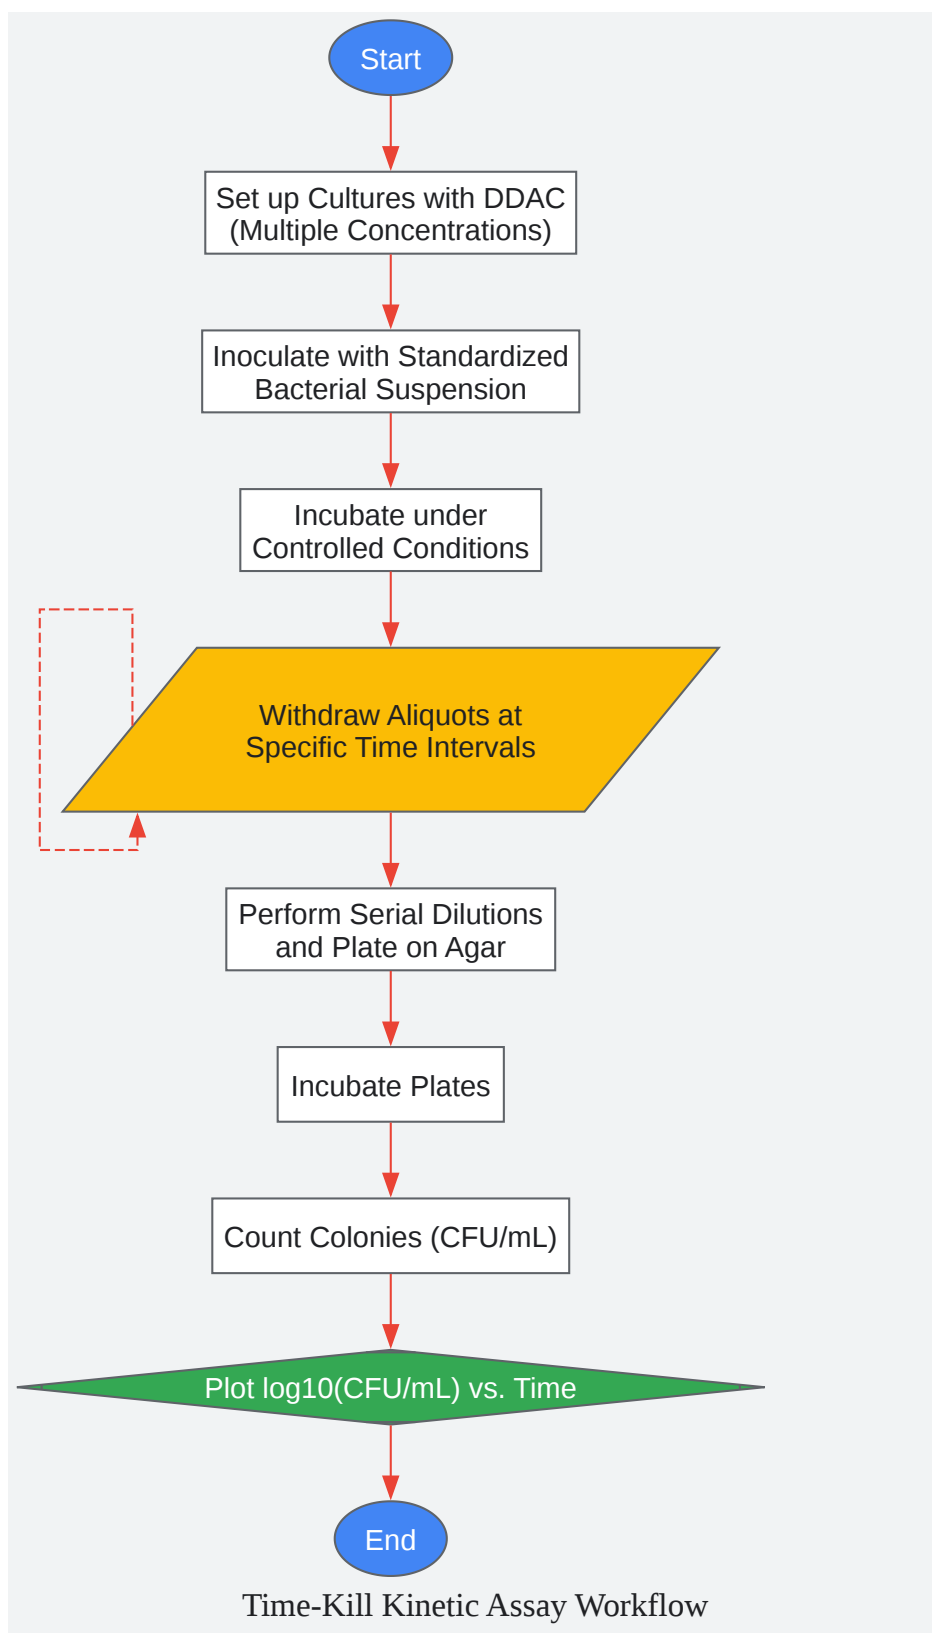 Start
Set up Cultures with DDAC
(Multiple Concentrations)
Inoculate with Standardized
Bacterial Suspension
Incubate under
Controlled Conditions
Withdraw Aliquots at
Specific Time Intervals
Perform Serial Dilutions
and Plate on Agar
Incubate Plates
Count Colonies (CFU/mL)
Plot log10(CFU/mL) vs. Time
End
Time-Kill Kinetic Assay Workflow